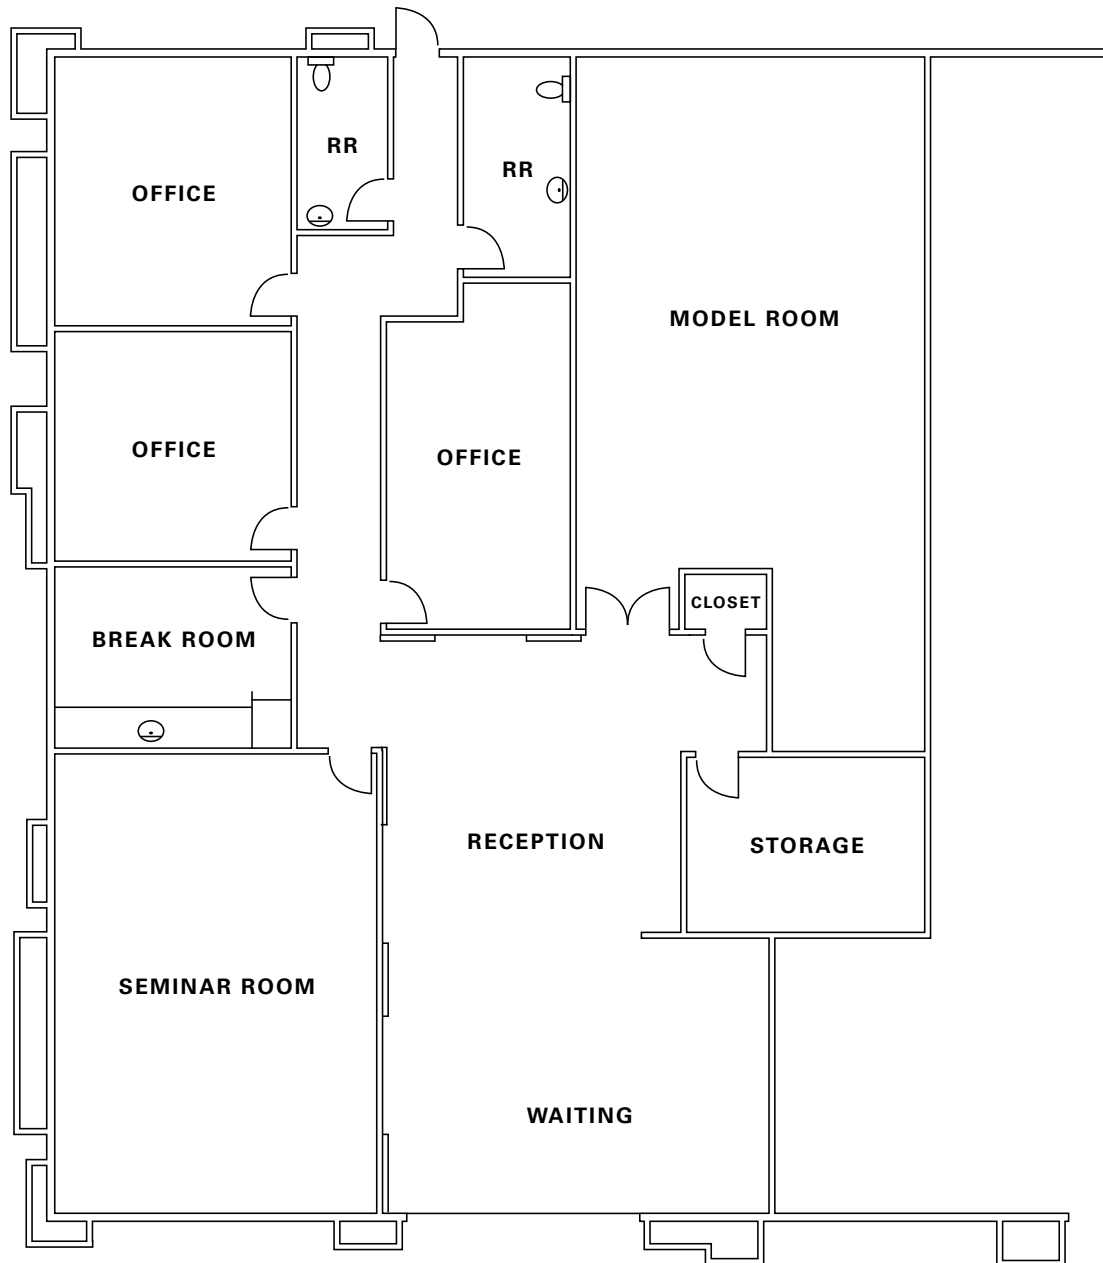 RR
RR
OFFICE
MODEL ROOM
OFFICE
OFFICE
CLOSET
BREAK ROOM
RECEPTION
STORAGE
SEMINAR ROOM
WAITING